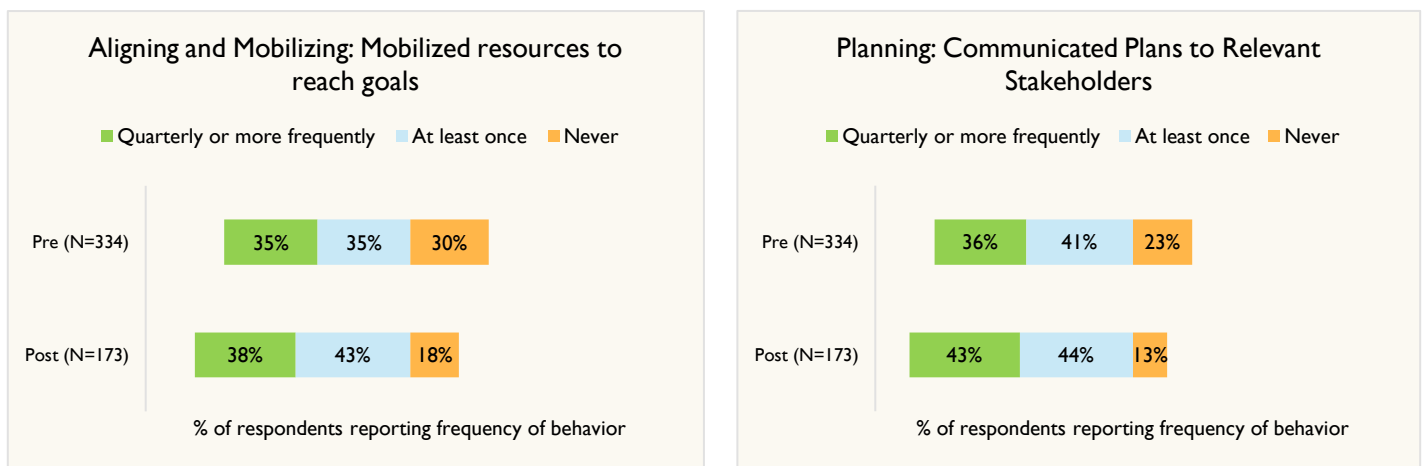 Aligning and Mobilizing: Mobilized resources to
reach goals
Quarterly or more frequently At least once Never
Pre (N=334) 35% 35% 30%
Post (N=173) 38% 43% 18%
% of respondents reporting frequency of behavior
Planning: Communicated Plans to Relevant
Stakeholders
Quarterly or more frequently At least once Never
Pre (N=334) 36% 41% 23%
Post (N=173) 43% 44% 13%
% of respondents reporting frequency of behavior